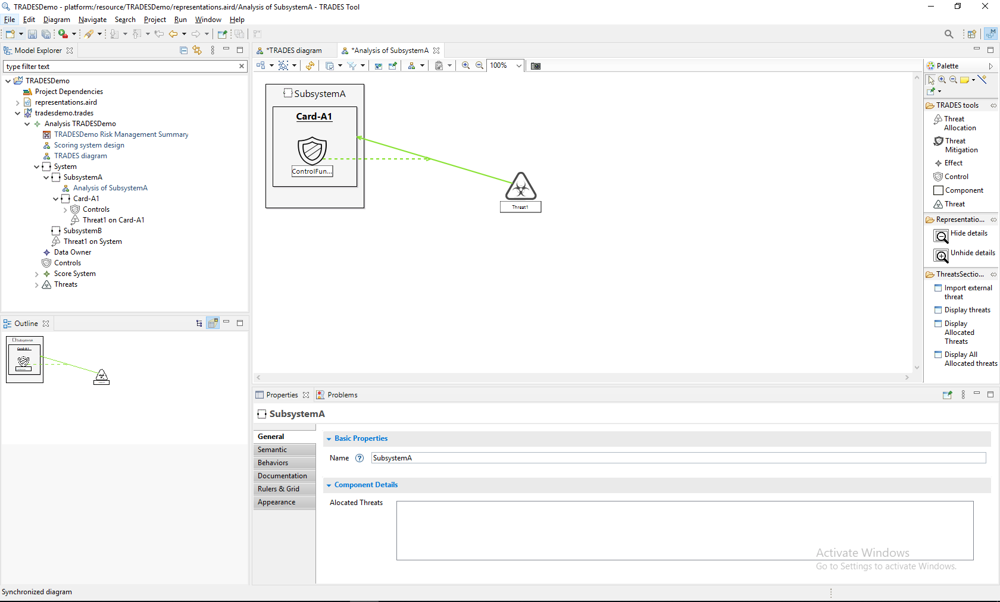 TRADESDemo - platform:/resource/TRADESDemo/representations.aird/Analysis of SubsystemA - TRADES Tool
File Edit Diagram Navigate Search Project Run Window Help
Model Explorer
type filter text
TRADESDemo
Project Dependencies
representations.aird
tradesdemo.trades
Analysis TRADESDemo
TRADESDemo Risk Management Summary
Scoring system design
TRADES diagram
System
SubsystemA
Analysis of SubsystemA
Card-A1
Controls
Threat1 on Card-A1
SubsystemB
Threat1 on System
Data Owner
Controls
Score System
Threats
Outline
SubsystemA
Card-A1
*TRADES diagram
*Analysis of SubsystemA
100%
SubsystemA
Card-A1
ControlFun...
Threat1
Palette
TRADES tools
Threat
Allocation
Threat
Mitigation
Effect
Control
Component
Threat
Representatio...
Hide details
Unhide details
ThreatsSectio...
Import external
threat
Display threats
Display
Allocated
Threats
Display All
Allocated threats
Properties
Problems
SubsystemA
General
Semantic
Behaviors
Documentation
Rulers & Grid
Appearance
Basic Properties
Name ? SubsystemA
Component Details
Alocated Threats
Activate Windows
Go to Settings to activate Windows.
Synchronized diagram